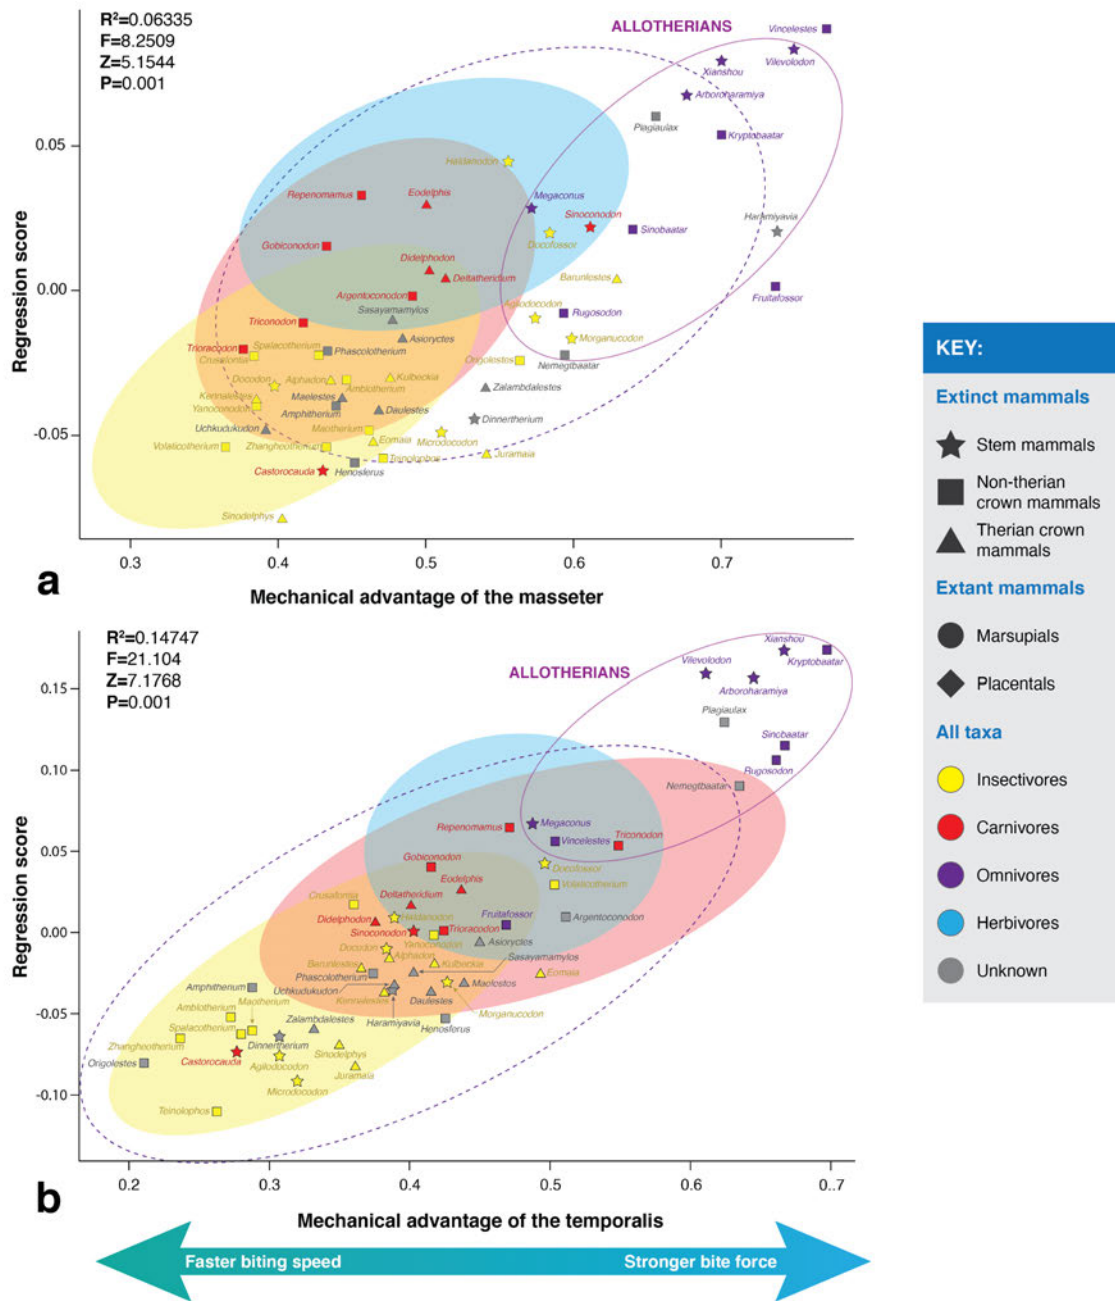 R²=0.06335
F=8.2509
Z=5.1544
P=0.001
ALLOTHERIANS
Vincelestes
Vilevolodon
Xianshou
Arboroharamiya
Plagiaulax
Kryptobaatar
Haldanodon
Repenomamus
Eodelphis
Megaconus
Sinoconodon
Haramiyavia
Docofossor
Sinobaatar
Gobiconodon
Didelphodon
Deltatheridium
Barunlestes
Argentoconodon
Fruitafossor
Sasayamamylos
Agilodocodon
Rugosodon
Triconodon
Asioryctes
Morganucodon
Trioracodon
Spalacotherium
Phascolotherium
Crusafontia
Origolestes
Nemegtbaatar
Docodon
Alphadon
Kulbeckia
Amblotherium
Zalambdalestes
Kennalestes
Maelestes
Yanoconodon
Amphitherium
Daulestes
Dinnertherium
Uchkudukodon
Maotherium
Microdocodon
Volaticotherium
Zhangheotherium
Eomaia
Juramaia
Teinolophos
Castorocauda
Henosferus
Sinodelphys
Regression score
0.05
0.00
-0.05
0.3
0.4
0.5
0.6
0.7
a
Mechanical advantage of the masseter
R²=0.14747
F=21.104
Z=7.1768
P=0.001
ALLOTHERIANS
Xianshou
Vilevolodon
Kryptobaatar
Arboroharamiya
Plagiaulax
Sincbaatar
Rugosodon
Nemegtbaatar
Repenomamus
Megaconus
Triconodon
Vincelestes
Gobiconodon
Docofossor
Eodelphis
Volaticotherium
Crusafontia
Deltatheridium
Didelphodon
Haldanodon
Fruitafossor
Argentoconodon
Sinoconodon
Trioracodon
Yanoconodon
Asioryctes
Docodon
Alphadon
Barunlestes
Kulbeckia
Sasayamamylos
Phascolotherium
Eomaia
Amphitherium
Uchkudukodon
Maelestos
Maotherium
Kennalestes
Daulestes
Amblotherium
Zalambdalestes
Haramiyavia
Henosferus
Morganucodon
Spalacotherium
Zhangheotherium
Dinnertherium
Castorocauda
Agilodocodon
Sinodelphys
Origolestes
Juramaia
Microdocodon
Teinolophos
Regression score
0.15
0.10
0.05
0.00
-0.05
-0.10
0.2
0.3
0.4
0.5
0.6
0..7
b
Mechanical advantage of the temporalis
Faster biting speed
Stronger bite force
KEY:
Extinct mammals
Stem mammals
Non-therian
crown mammals
Therian crown
mammals
Extant mammals
Marsupials
Placentals
All taxa
Insectivores
Carnivores
Omnivores
Herbivores
Unknown